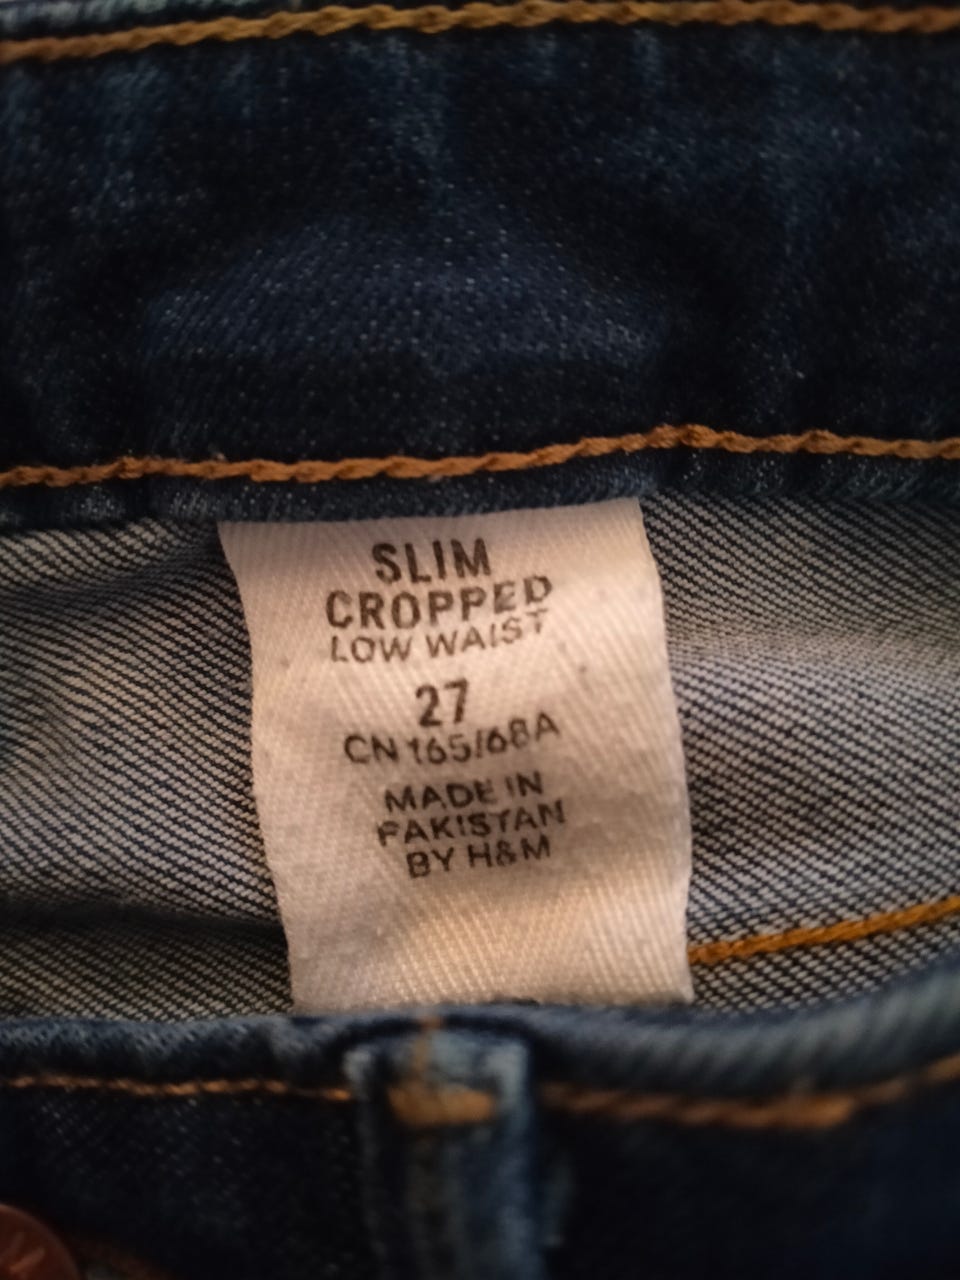 SLIM
CROPPED
LOW WAIST
27
CN 165/68A
MADE IN
PAKISTAN
BY H&M